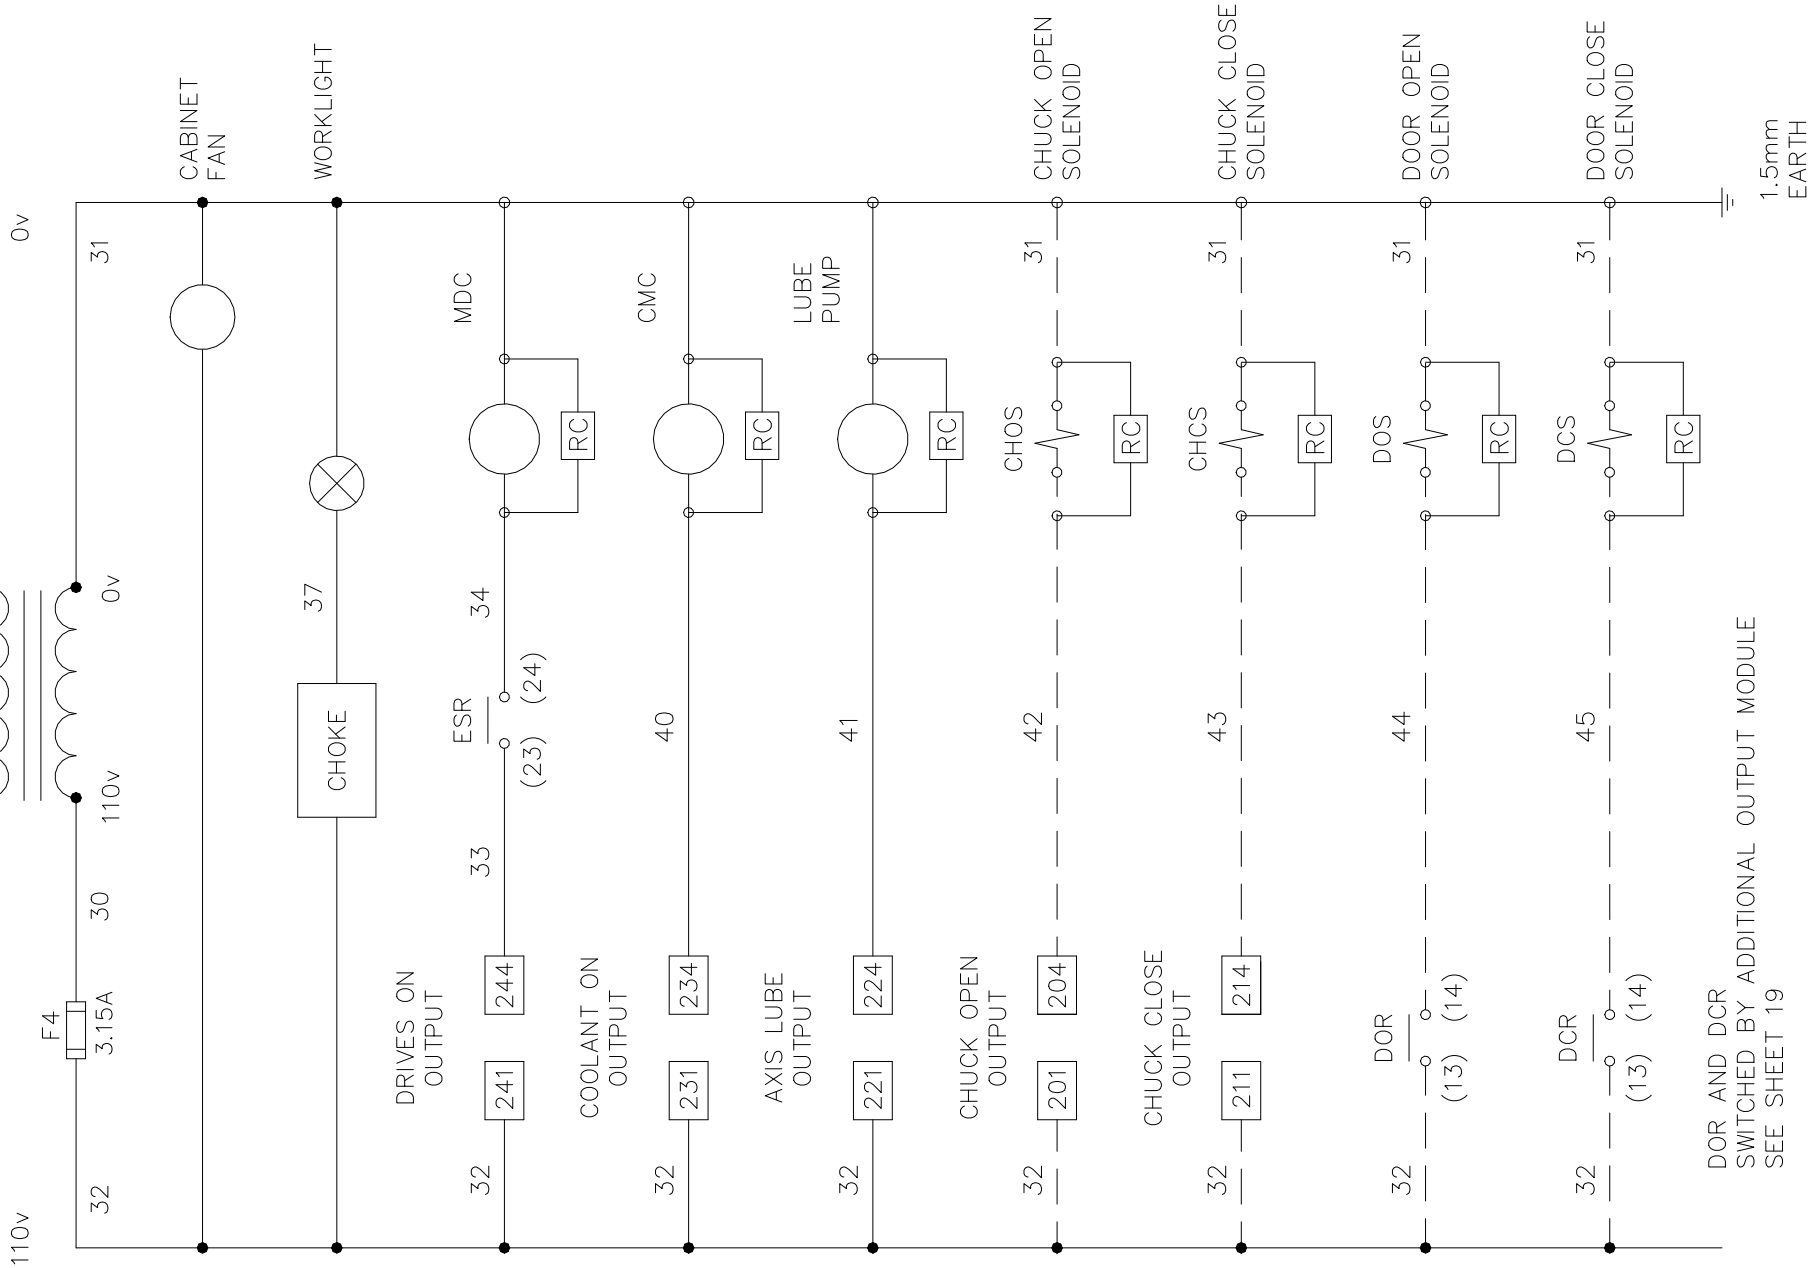 110v
0v
32
F4
3.15A
30
110v
0v
31
CABINET
FAN
CHOKE
37
WORKLIGHT
DRIVES ON
OUTPUT
32
241
244
33
ESR
(23)
(24)
34
RC
MDC
COOLANT ON
OUTPUT
32
231
234
40
RC
CMC
AXIS LUBE
OUTPUT
32
221
224
41
RC
LUBE
PUMP
CHUCK OPEN
OUTPUT
32
201
204
42
CHOS
RC
31
CHUCK OPEN
SOLENOID
CHUCK CLOSE
OUTPUT
32
211
214
43
CHCS
RC
31
CHUCK CLOSE
SOLENOID
32
DOR
(13)
(14)
44
DOS
RC
31
DOOR OPEN
SOLENOID
32
DCR
(13)
(14)
45
DCS
RC
31
DOOR CLOSE
SOLENOID
DOR AND DCR
SWITCHED BY ADDITIONAL OUTPUT MODULE
SEE SHEET 19
1.5mm
EARTH